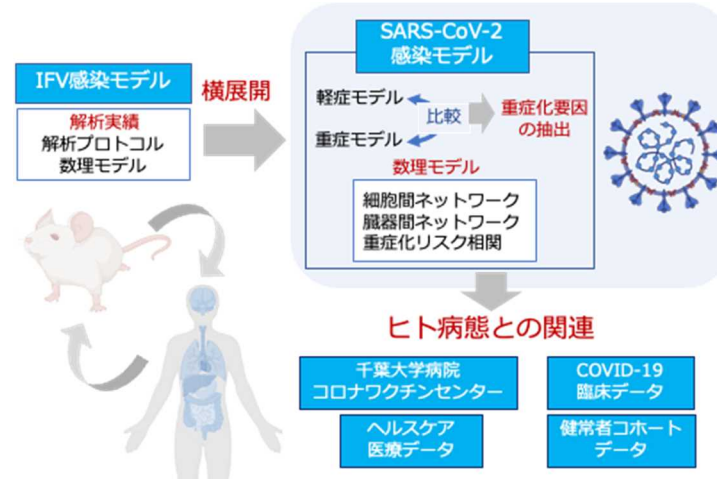 IFV感染モデル
解析実績
解析プロトコル
数理モデル
横展開
SARS-CoV-2
感染モデル
軽症モデル
比較
重症モデル
重症化要因
の抽出
数理モデル
細胞間ネットワーク
臓器間ネットワーク
重症化リスク相関
ヒト病態との関連
千葉大学病院
コロナワクチンセンター
COVID-19
臨床データ
ヘルスケア
医療データ
健常者コホート
データ